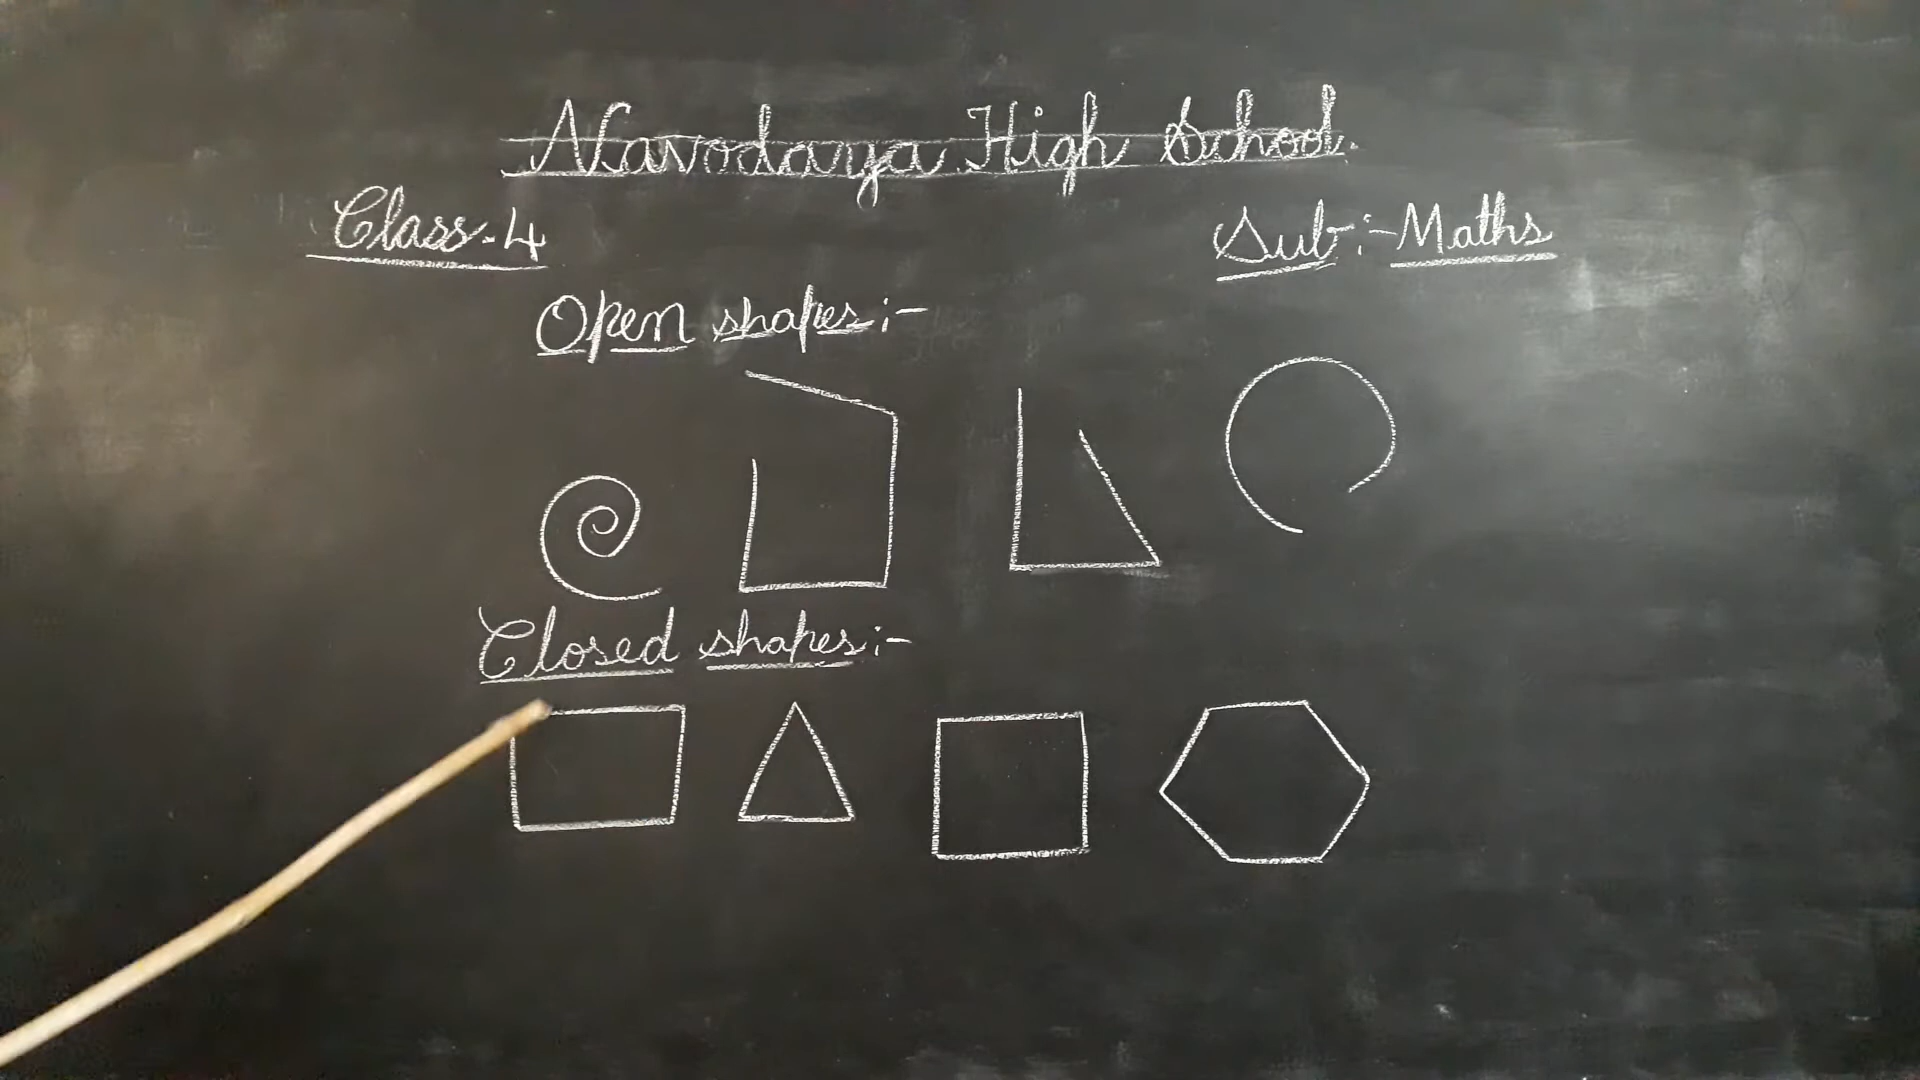 Navodaya High School.
Class-4
Sub:-Maths
Open shapes:-
Closed shapes:-